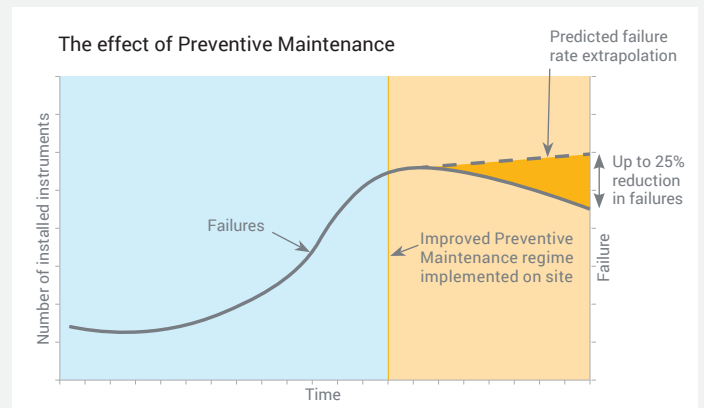 The effect of Preventive Maintenance
Predicted failure
rate extrapolation
Number of installed instruments
Failures
Improved Preventive
Maintenance regime
implemented on site
Up to 25%
reduction
in failures
Failure
Time